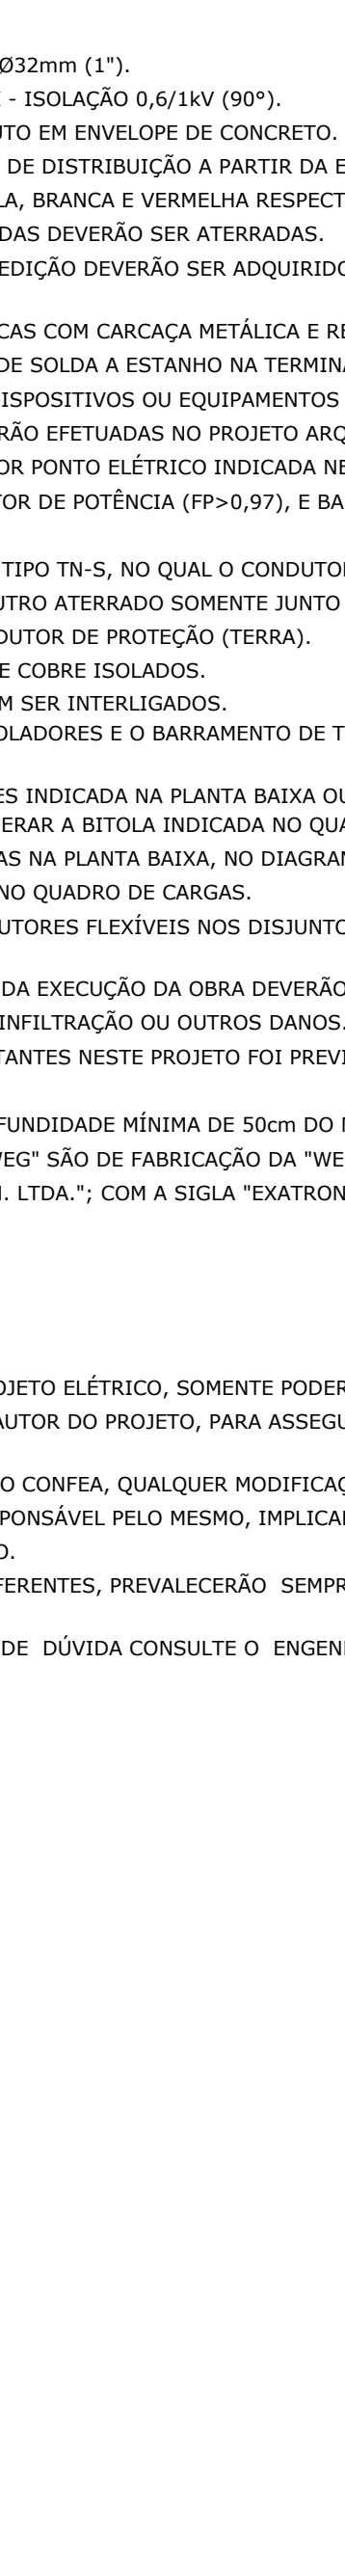 Ø32mm (1").
- ISOLAÇÃO 0,6/1kV (90°).
UTO EM ENVELOPE DE CONCRETO.
DE DISTRIBUIÇÃO A PARTIR DA E
LA, BRANCA E VERMELHA RESPECT
DAS DEVERÃO SER ATERRADAS.
EDIÇÃO DEVERÃO SER ADQUIRIDO
CAS COM CARCAÇA METÁLICA E RE
DE SOLDA A ESTANHO NA TERMINA
DISPOSITIVOS OU EQUIPAMENTOS
RÃO EFETUADAS NO PROJETO ARQ
OR PONTO ELÉTRICO INDICADA NE
TOR DE POTÊNCIA (FP>0,97), E BA
TIPO TN-S, NO QUAL O CONDUTO
UTRO ATERRADO SOMENTE JUNTO
DUTOR DE PROTEÇÃO (TERRA).
E COBRE ISOLADOS.
M SER INTERLIGADOS.
OLADORES E O BARRAMENTO DE T
ES INDICADA NA PLANTA BAIXA OU
DERAR A BITOLA INDICADA NO QUA
AS NA PLANTA BAIXA, NO DIAGRAM
NO QUADRO DE CARGAS.
UTORES FLEXÍVEIS NOS DISJUNTO
DA EXECUÇÃO DA OBRA DEVERÃO
INFILTRAÇÃO OU OUTROS DANOS.
TANTES NESTE PROJETO FOI PREVI
FUNDIDADE MÍNIMA DE 50cm DO
WEG" SÃO DE FABRICAÇÃO DA "WE
. LTDA."; COM A SIGLA "EXATRON
OJETO ELÉTRICO, SOMENTE PODER
AUTOR DO PROJETO, PARA ASSEGU
O CONFEA, QUALQUER MODIFICAÇ
PONSÁVEL PELO MESMO, IMPLICA
O.
FERENTES, PREVALECERÃO SEMPR
DE DÚVIDA CONSULTE O ENGEN